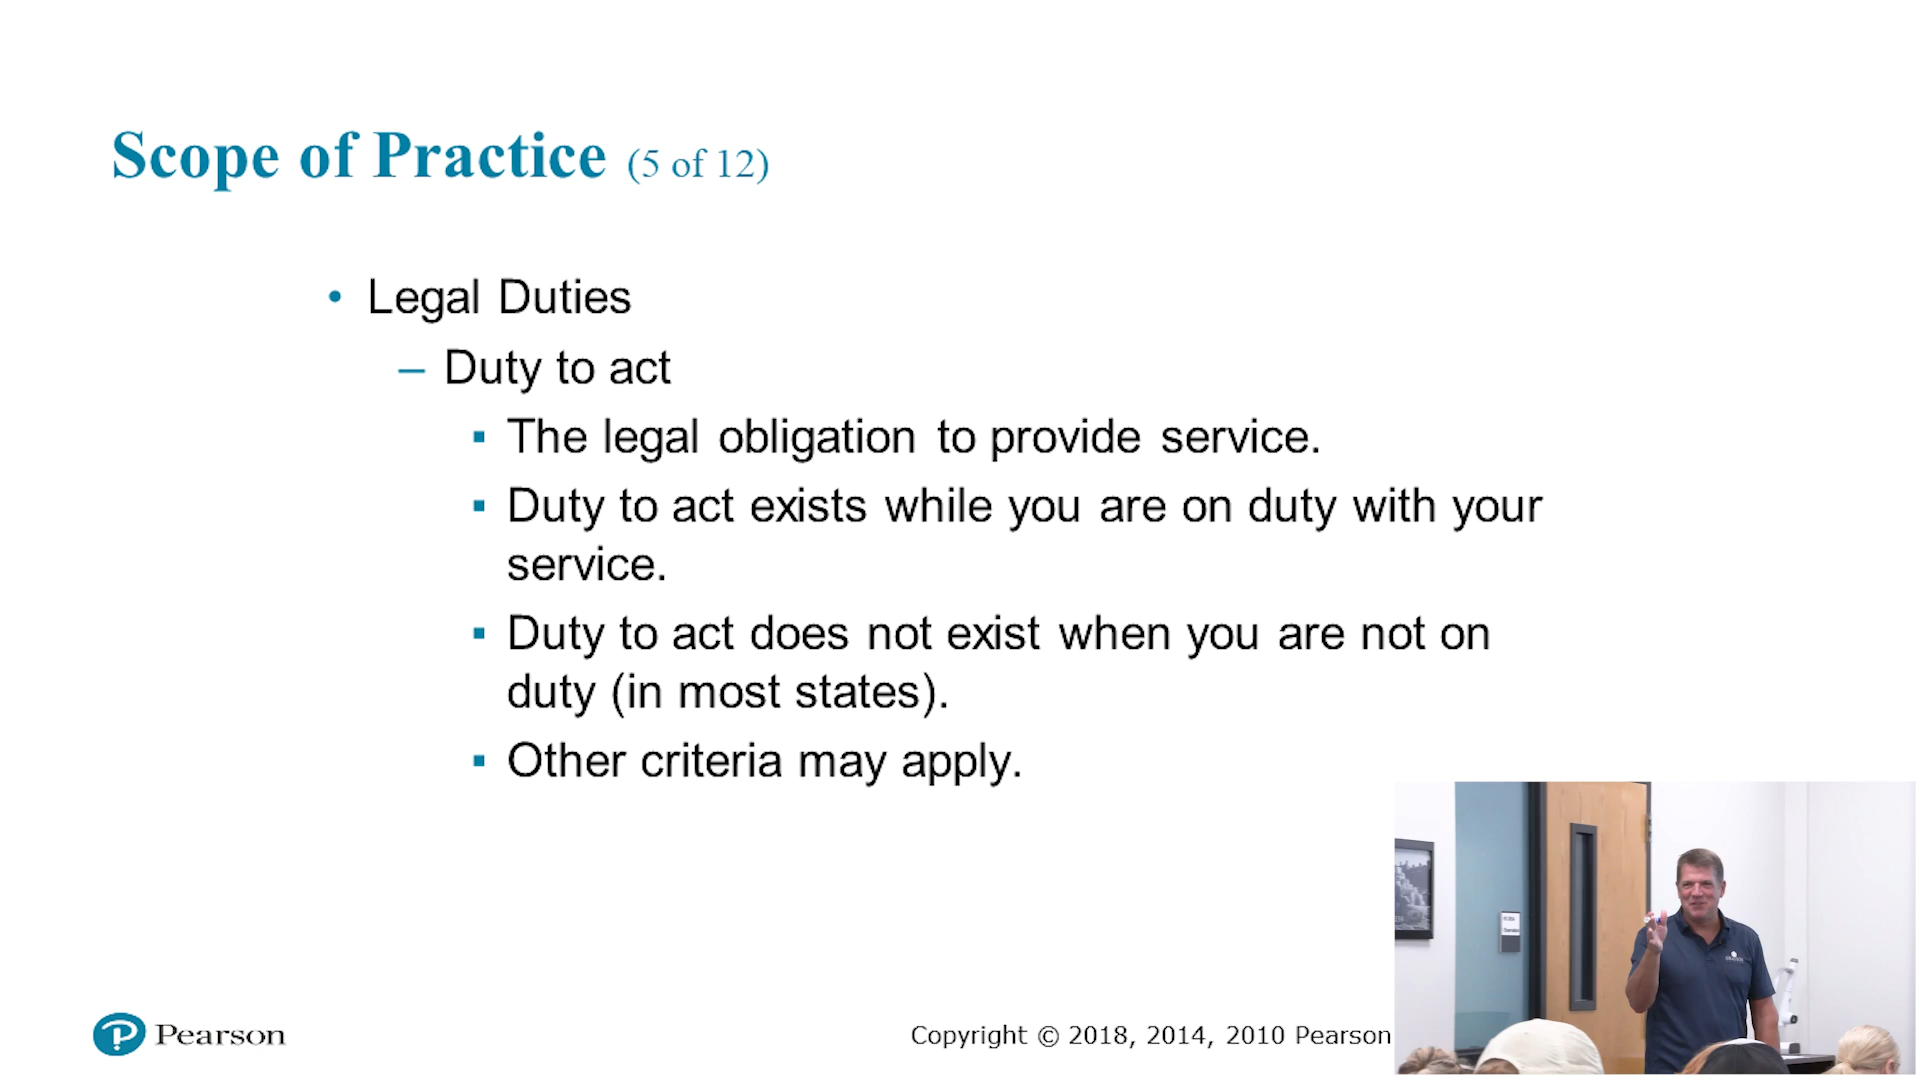 Scope of Practice (5 of 12)
• Legal Duties
– Duty to act
▪ The legal obligation to provide service.
▪ Duty to act exists while you are on duty with your
service.
▪ Duty to act does not exist when you are not on
duty (in most states).
▪ Other criteria may apply.
Pearson
Copyright © 2018, 2014, 2010 Pearson